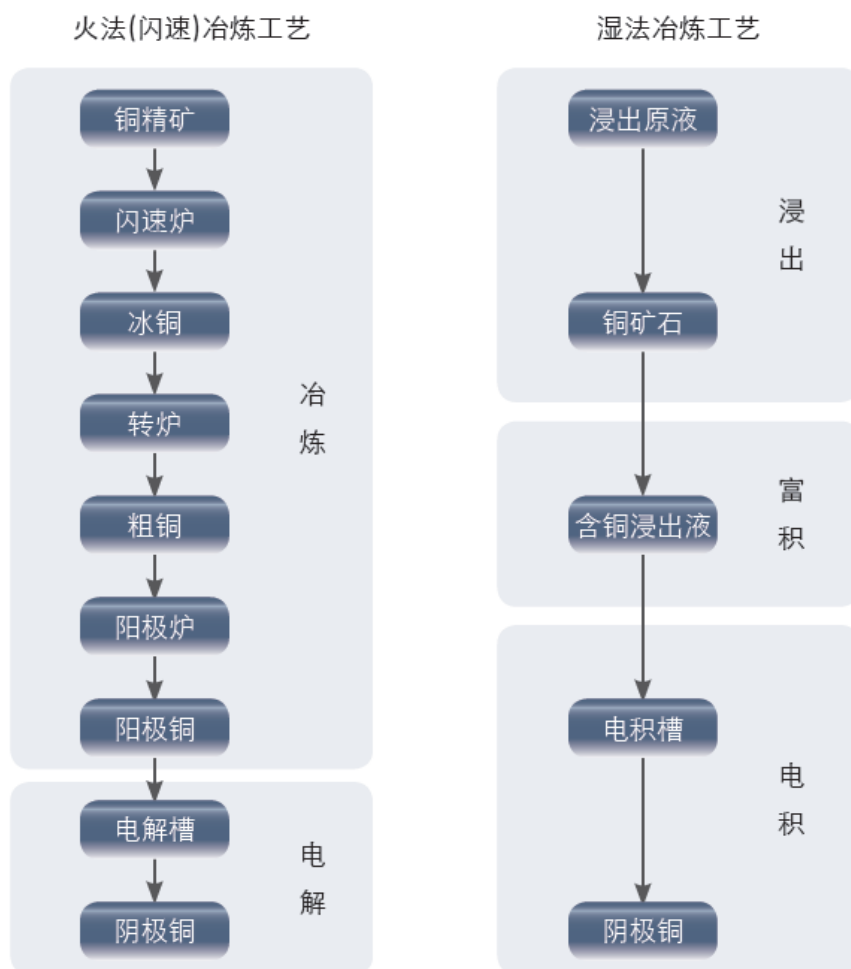 火法(闪速)冶炼工艺
铜精矿
闪速炉
冰铜
转炉
粗铜
阳极炉
阳极铜
冶
炼
电解槽
阴极铜
电
解
湿法冶炼工艺
浸出原液
铜矿石
浸
出
含铜浸出液
富
积
电积槽
阴极铜
电
积